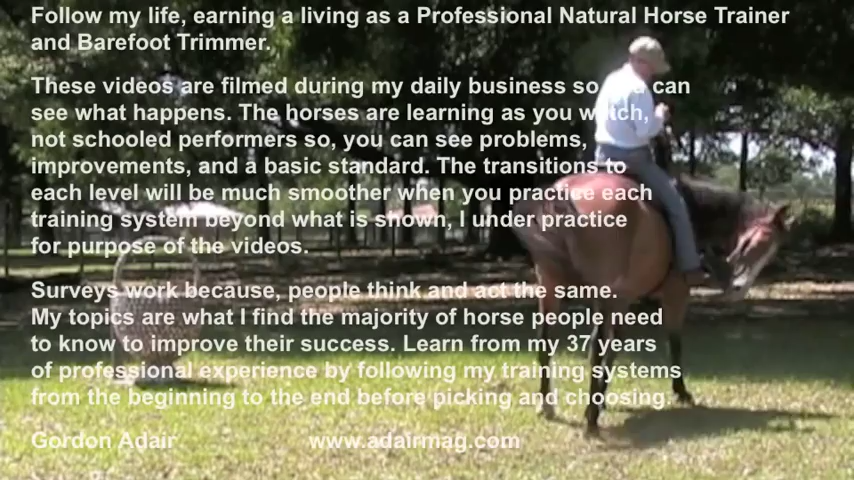 Follow my life, earning a living as a Professional Natural Horse Trainer
and Barefoot Trimmer.
These videos are filmed during my daily business so you can
see what happens. The horses are learning as you watch,
not schooled performers so, you can see problems,
improvements, and a basic standard. The transitions to
each level will be much smoother when you practice each
training system beyond what is shown, I under practice
for purpose of the videos.
Surveys work because, people think and act the same.
My topics are what I find the majority of horse people need
to know to improve their success. Learn from my 37 years
of professional experience by following my training systems
from the beginning to the end before picking and choosing.
Gordon Adair www.adairmag.com